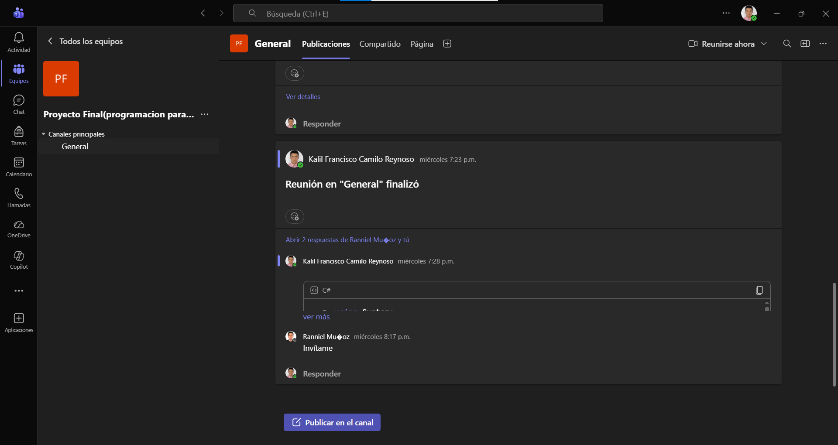 Búsqueda (Ctrl+E)
Actividad
Equipos
Chat
Tareas
Calendario
Llamadas
OneDrive
Copilot
Aplicaciones
Todos los equipos
PF
Proyecto Final(programacion para...
Canales principales
General
PF
General
Publicaciones
Compartido
Página
Reunirse ahora
Ver detalles
Responder
Kalil Francisco Camilo Reynoso miércoles 7:23 p.m.
Reunión en "General" finalizó
Abrir 2 respuestas de Ranniel Mu�oz y tú
Kalil Francisco Camilo Reynoso miércoles 7:28 p.m.
C#
ver más
Ranniel Mu�oz miércoles 8:17 p.m.
Invítame
Responder
Publicar en el canal